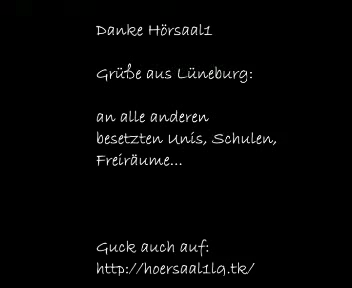 Danke Hörsaal1
Grüße aus Lüneburg:
an alle anderen
besetzten Unis, Schulen,
Freiräume...
Guck auch auf:
http://hoersaal1lg.tk/